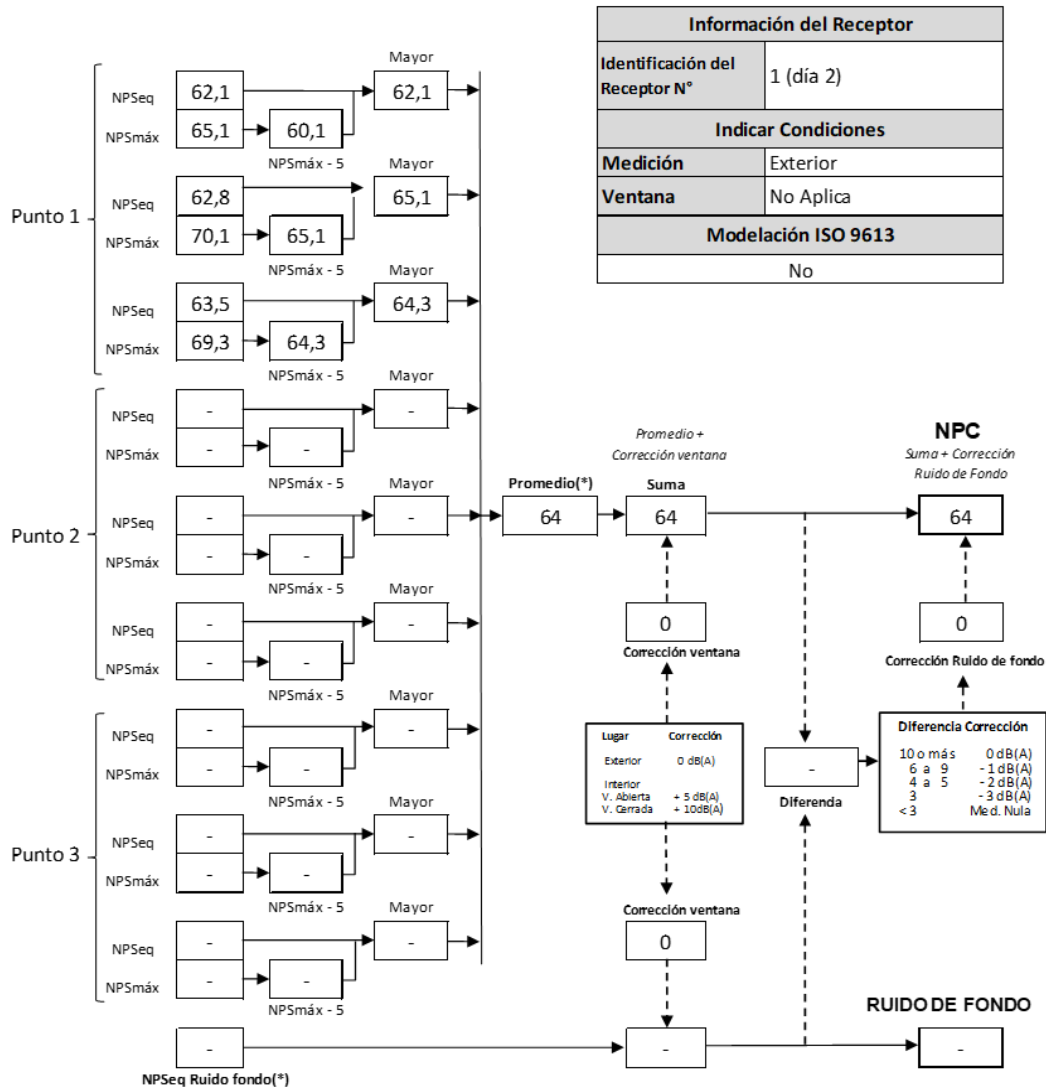 Información del Receptor
Identificación del
Receptor N°
1 (día 2)
Indicar Condiciones
Medición
Exterior
Ventana
No Aplica
Modelación ISO 9613
No
Punto 1
Mayor
NPSeq
62,1
62,1
NPSmáx
65,1
60,1
NPSmáx - 5
Mayor
NPSeq
62,8
65,1
NPSmáx
70,1
65,1
NPSmáx - 5
Mayor
NPSeq
63,5
64,3
NPSmáx
69,3
64,3
NPSmáx - 5
Punto 2
Mayor
NPSeq
-
-
NPSmáx
-
-
NPSmáx - 5
Mayor
NPSeq
-
-
NPSmáx
-
-
NPSmáx - 5
Mayor
NPSeq
-
-
NPSmáx
-
-
NPSmáx - 5
Punto 3
Mayor
NPSeq
-
-
NPSmáx
-
-
NPSmáx - 5
Mayor
NPSeq
-
-
NPSmáx
-
-
NPSmáx - 5
Mayor
NPSeq
-
-
NPSmáx
-
-
NPSmáx - 5
-
NPSeq Ruido fondo(*)
Promedio(*)
64
Promedio +
Corrección ventana
Suma
64
0
Corrección ventana
Lugar Corrección
Exterior 0 dB(A)
Interior
V. Abierta + 5 dB(A)
V. Cerrada + 10dB(A)
Corrección ventana
0
-
NPC
Suma + Corrección
Ruido de Fondo
64
0
Corrección Ruido de fondo
-
Diferenda
Diferencia Corrección
10 o más 0 dB(A)
6 a 9 - 1 dB(A)
4 a 5 - 2 dB(A)
3 - 3 dB(A)
< 3 Med. Nula
RUIDO DE FONDO
-